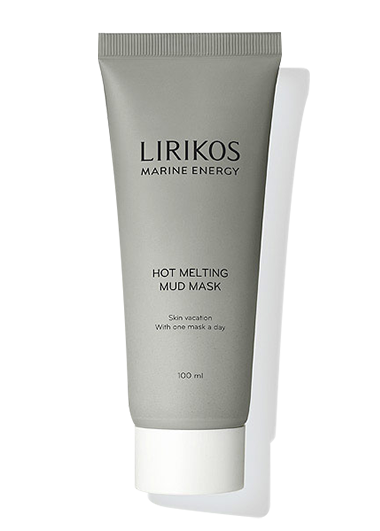 LIRIKOS
MARINE ENERGY
HOT MELTING
MUD MASK
Skin vacation
With one mask a day
100 ml